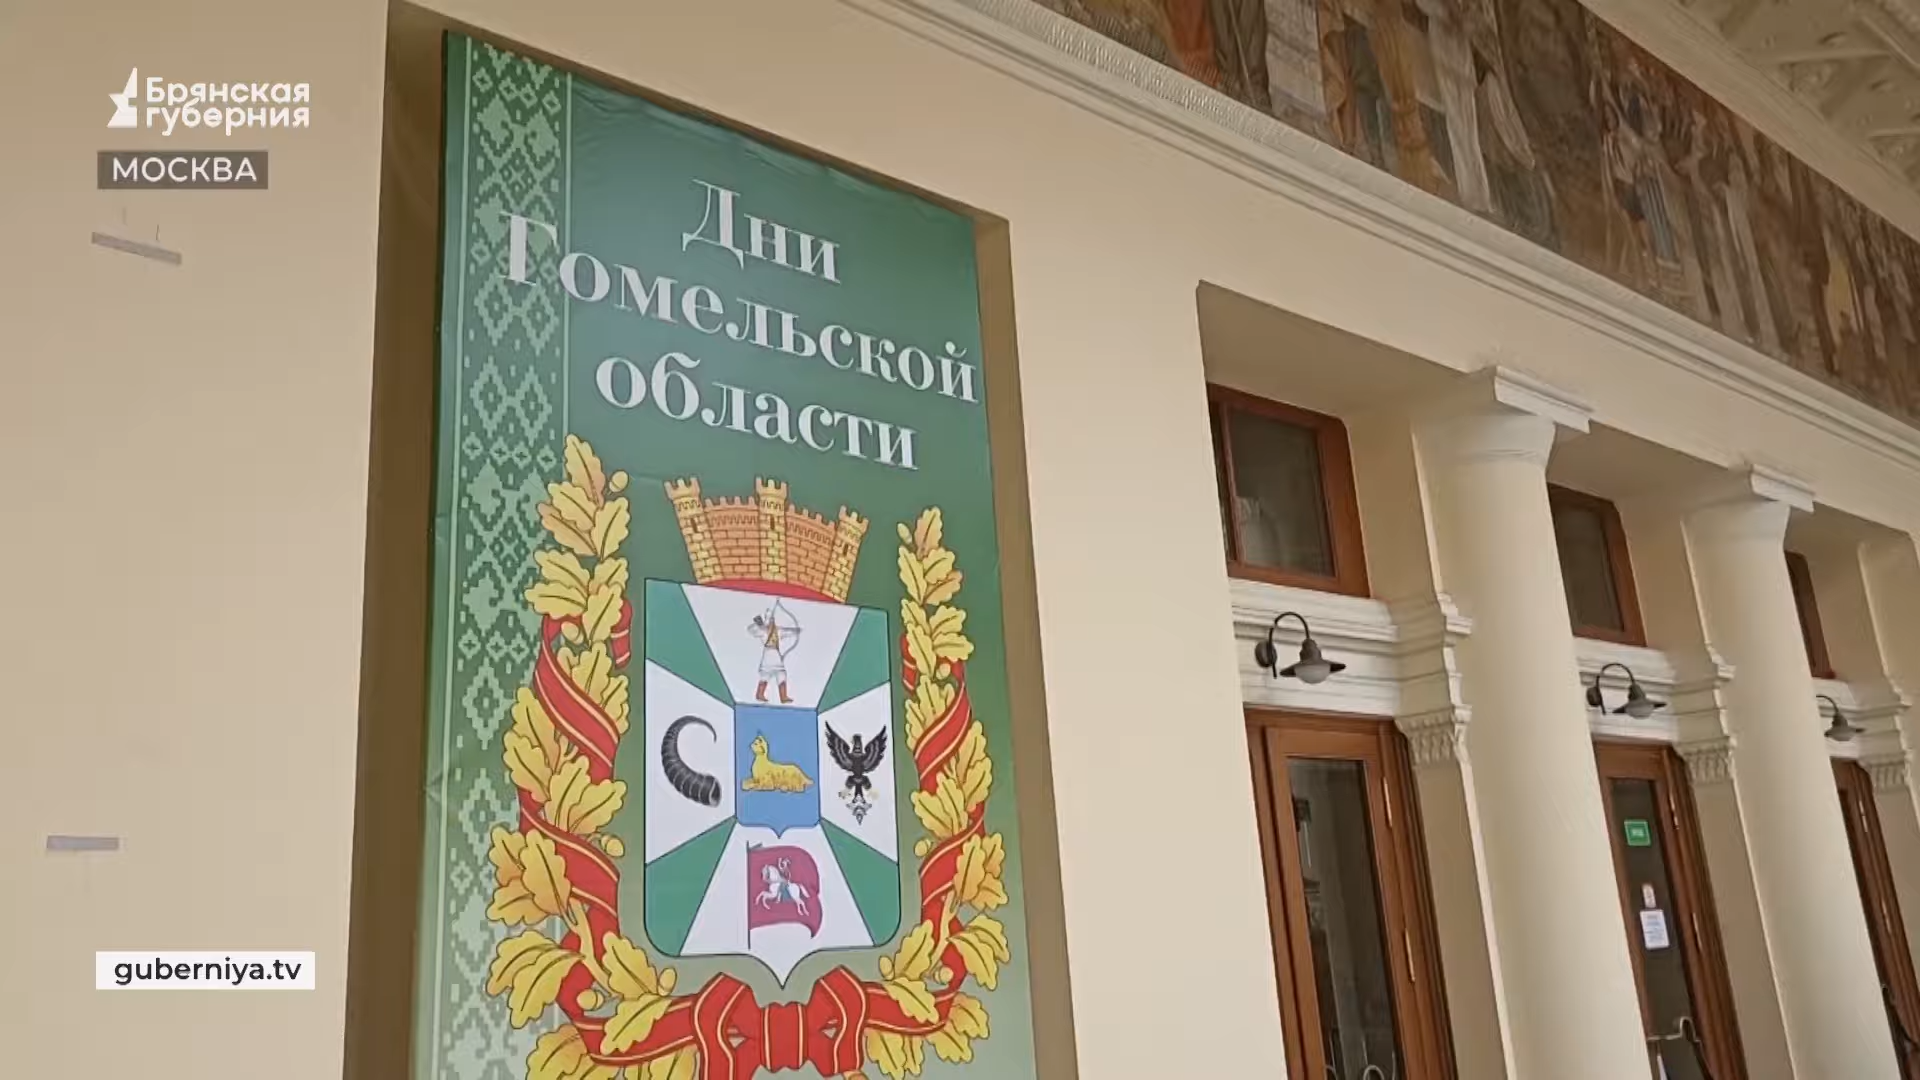 Брянская
губерния
МОСКВА
Дни
Гомельской
области
guberniya.tv